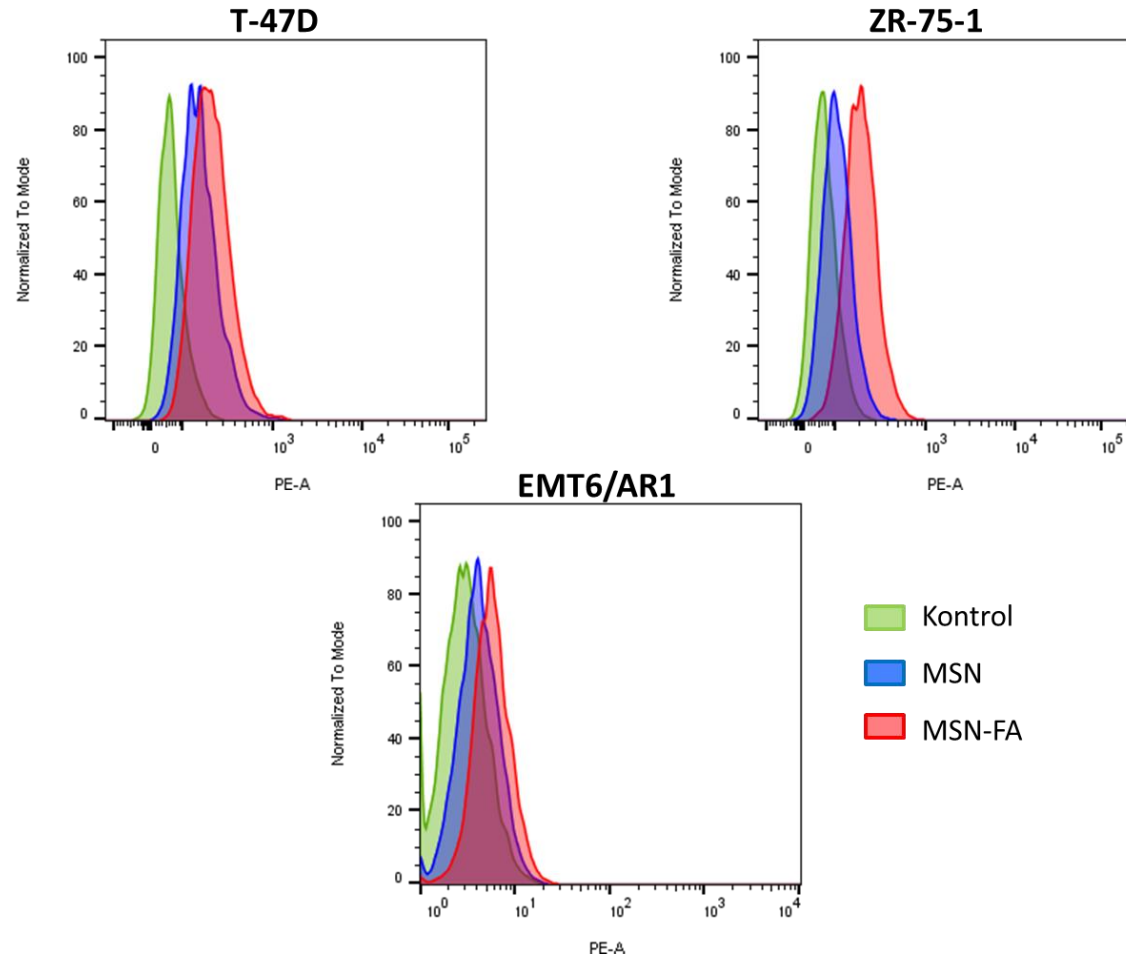 T-47D
100
80
60
40
20
0
Normalized To Mode
0 10³ 10⁴ 10⁵
PE-A
ZR-75-1
100
80
60
40
20
0
Normalized To Mode
0 10³ 10⁴ 10⁵
PE-A
EMT6/AR1
100
80
60
40
20
0
Normalized To Mode
10⁰ 10¹ 10² 10³ 10⁴
PE-A
Kontrol
MSN
MSN-FA